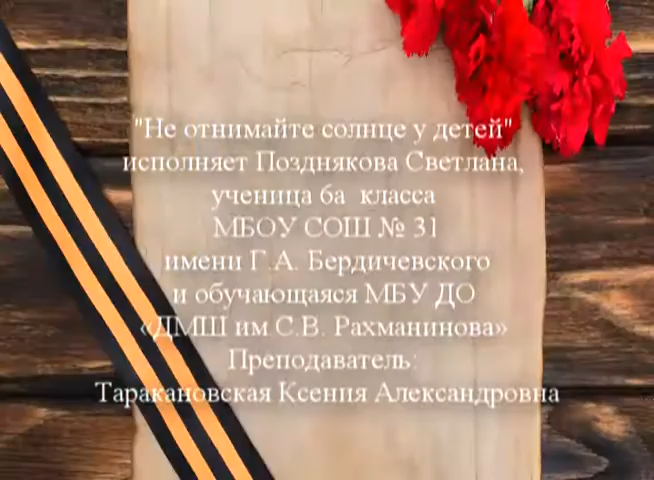 "Не отнимайте солнце у детей"
исполняет Позднякова Светлана,
ученица 6а класса
МБОУ СОШ № 31
имени Г.А. Бердичевского
и обучающаяся МБУ ДО
«ДМШ им С.В. Рахманинова»
Преподаватель:
Таракановская Ксения Александровна